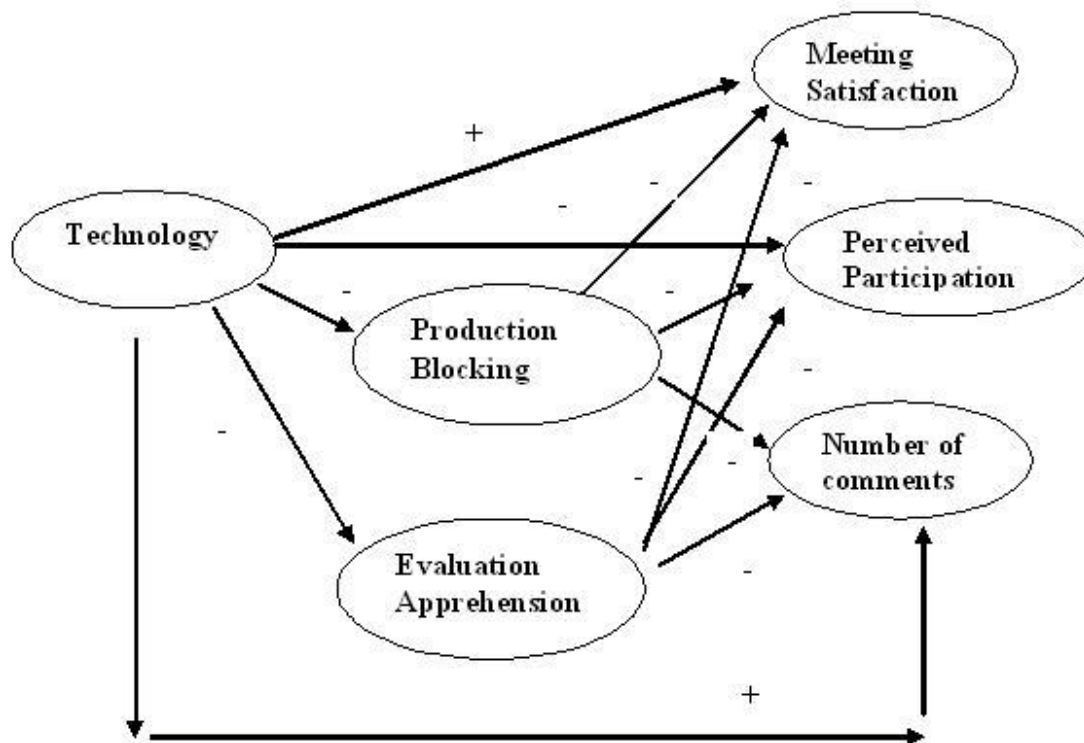 Meeting
Satisfaction
+
-
-
-
Technology
Perceived
Participation
-
-
Production
Blocking
-
-
Number of
comments
-
-
Evaluation
Apprehension
-
+